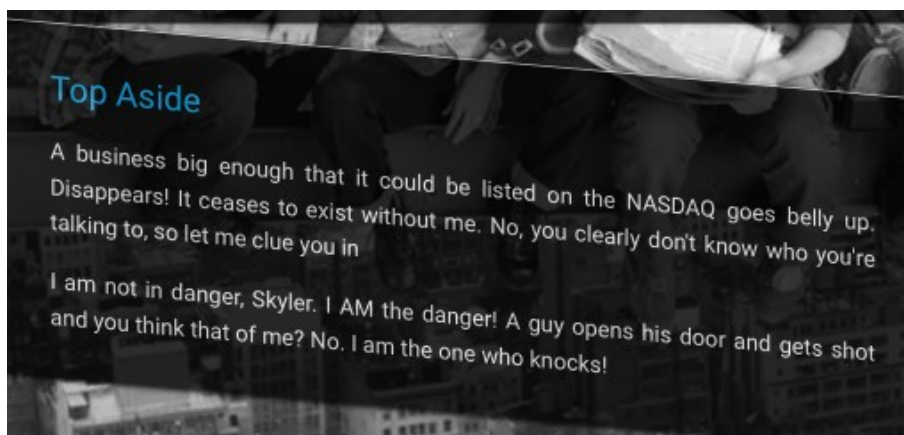 Top Aside
A business big enough that it could be listed on the NASDAQ goes belly up.
Disappears! It ceases to exist without me. No, you clearly don't know who you're
talking to, so let me clue you in
I am not in danger, Skyler. I AM the danger! A guy opens his door and gets shot
and you think that of me? No. I am the one who knocks!